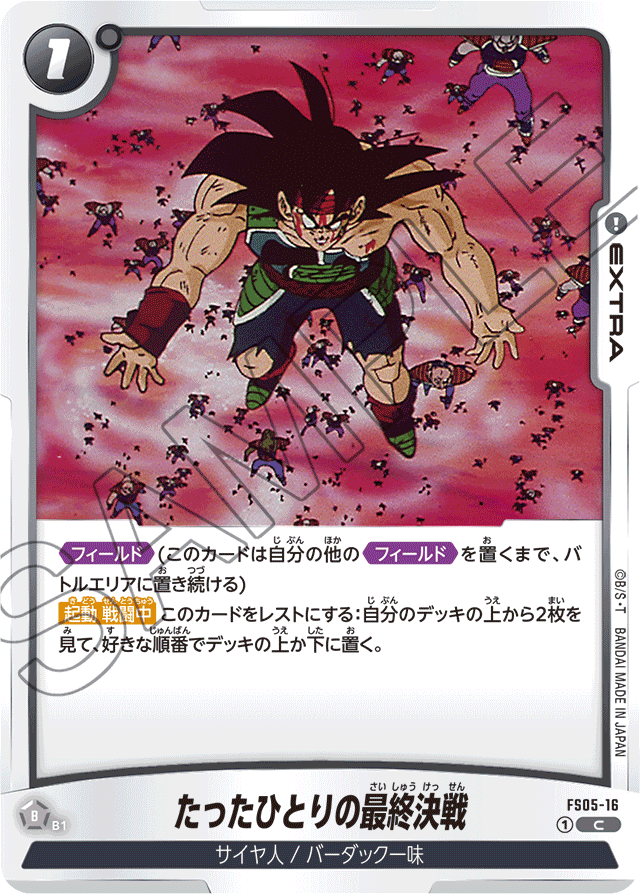 1
EXTRA
SAMPLE
フィールド (このカードは自分の他の フィールド を置くまで、バ
トルエリアに置き続ける)
起動 戦闘中 このカードをレストにする:自分のデッキの上から2枚を
見て、好きな順番でデッキの上か下に置く。
©B/S・T BANDAI MADE IN JAPAN
B
B1
たったひとりの最終決戦
FS05-16
1 C
サイヤ人 / バーダック一味